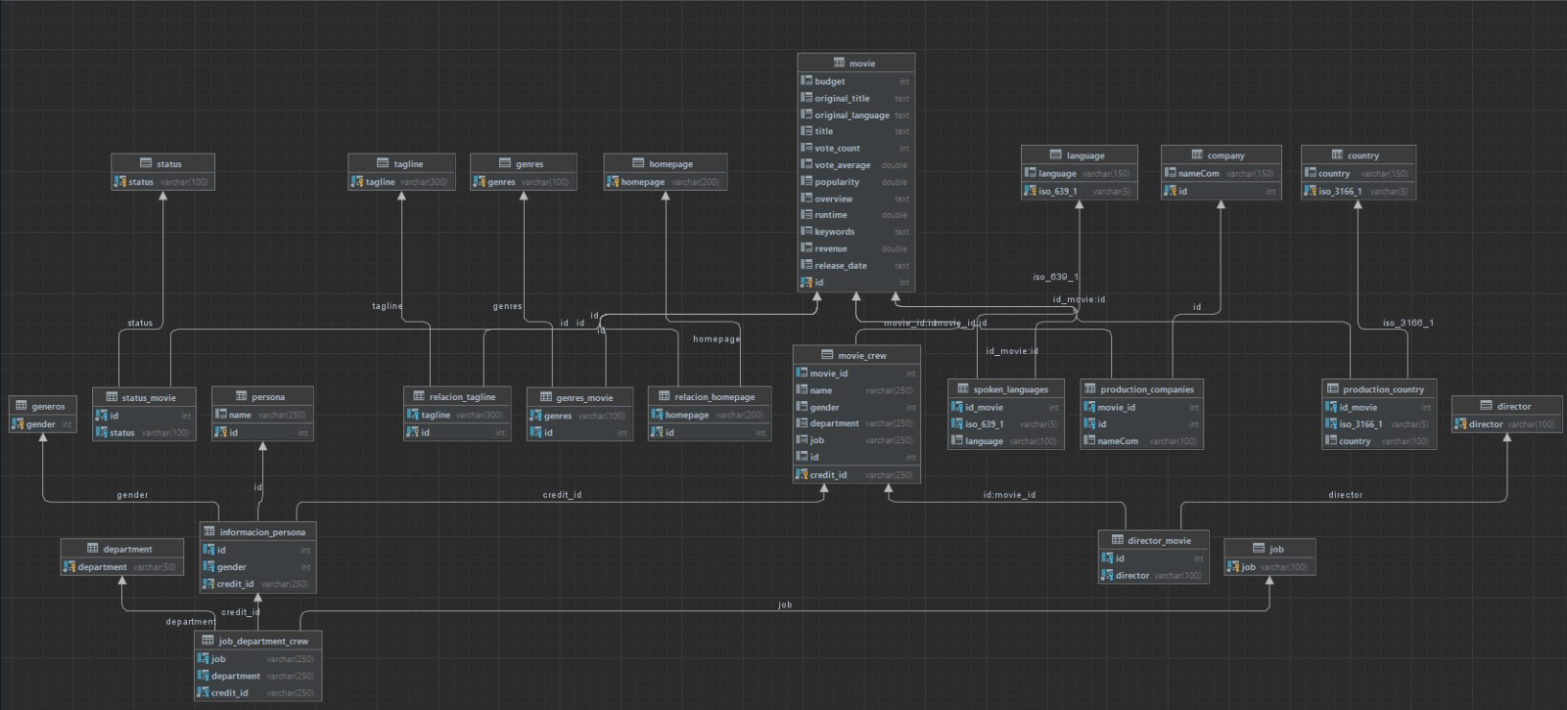 movie
budget int
original_title text
original_language text
title text
vote_count int
vote_average double
popularity double
overview text
runtime double
keywords text
revenue double
release_date text
id int
status
status varchar(100)
tagline
tagline varchar(300)
genres
genres varchar(100)
homepage
homepage varchar(200)
language
language varchar(150)
iso_639_1 varchar(5)
company
nameCom varchar(150)
id int
country
country varchar(150)
iso_3166_1 varchar(5)
iso_639_1
id_movie:id
id
tagline
genres
id
status
id id
id
movie_id:id
movie_id:id
iso_3166_1
homepage
id_movie:id
generos
gender int
status_movie
id int
status varchar(100)
persona
name varchar(250)
id int
relacion_tagline
tagline varchar(300)
id int
genres_movie
genres varchar(100)
id int
relacion_homepage
homepage varchar(200)
id int
movie_crew
movie_id int
name varchar(250)
gender int
department varchar(250)
job varchar(250)
id int
credit_id varchar(250)
spoken_languages
id_movie int
iso_639_1 varchar(5)
language varchar(100)
production_companies
movie_id int
id int
nameCom varchar(100)
production_country
id_movie int
iso_3166_1 varchar(5)
country varchar(100)
director
director varchar(100)
gender
id
credit_id
id:movie_id
director
department
department varchar(50)
informacion_persona
id int
gender int
credit_id varchar(250)
director_movie
id int
director varchar(100)
job
job varchar(100)
credit_id
department
job
job_department_crew
job varchar(250)
department varchar(250)
credit_id varchar(250)